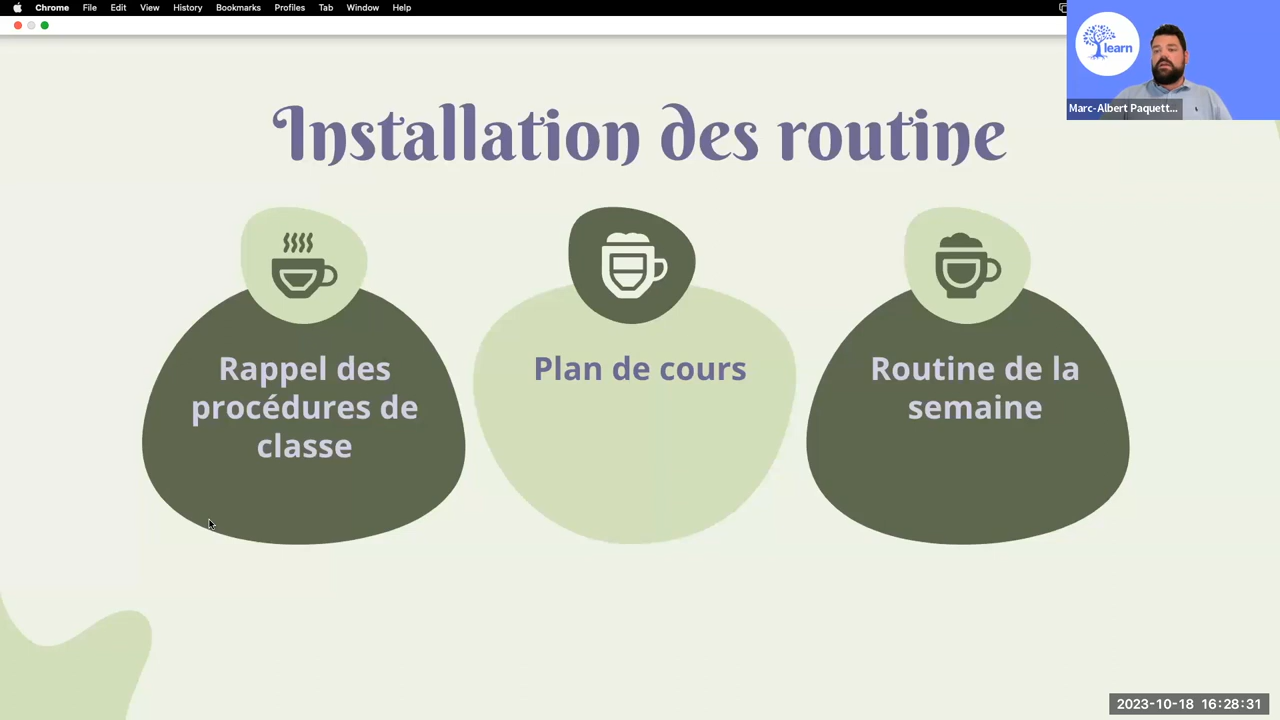 Chrome File Edit View History Bookmarks Profiles Tab Window Help
learn
Marc-Albert Paquett...
Installation des routine
Rappel des
procédures de
classe
Plan de cours
Routine de la
semaine
2023-10-18 16:28:31